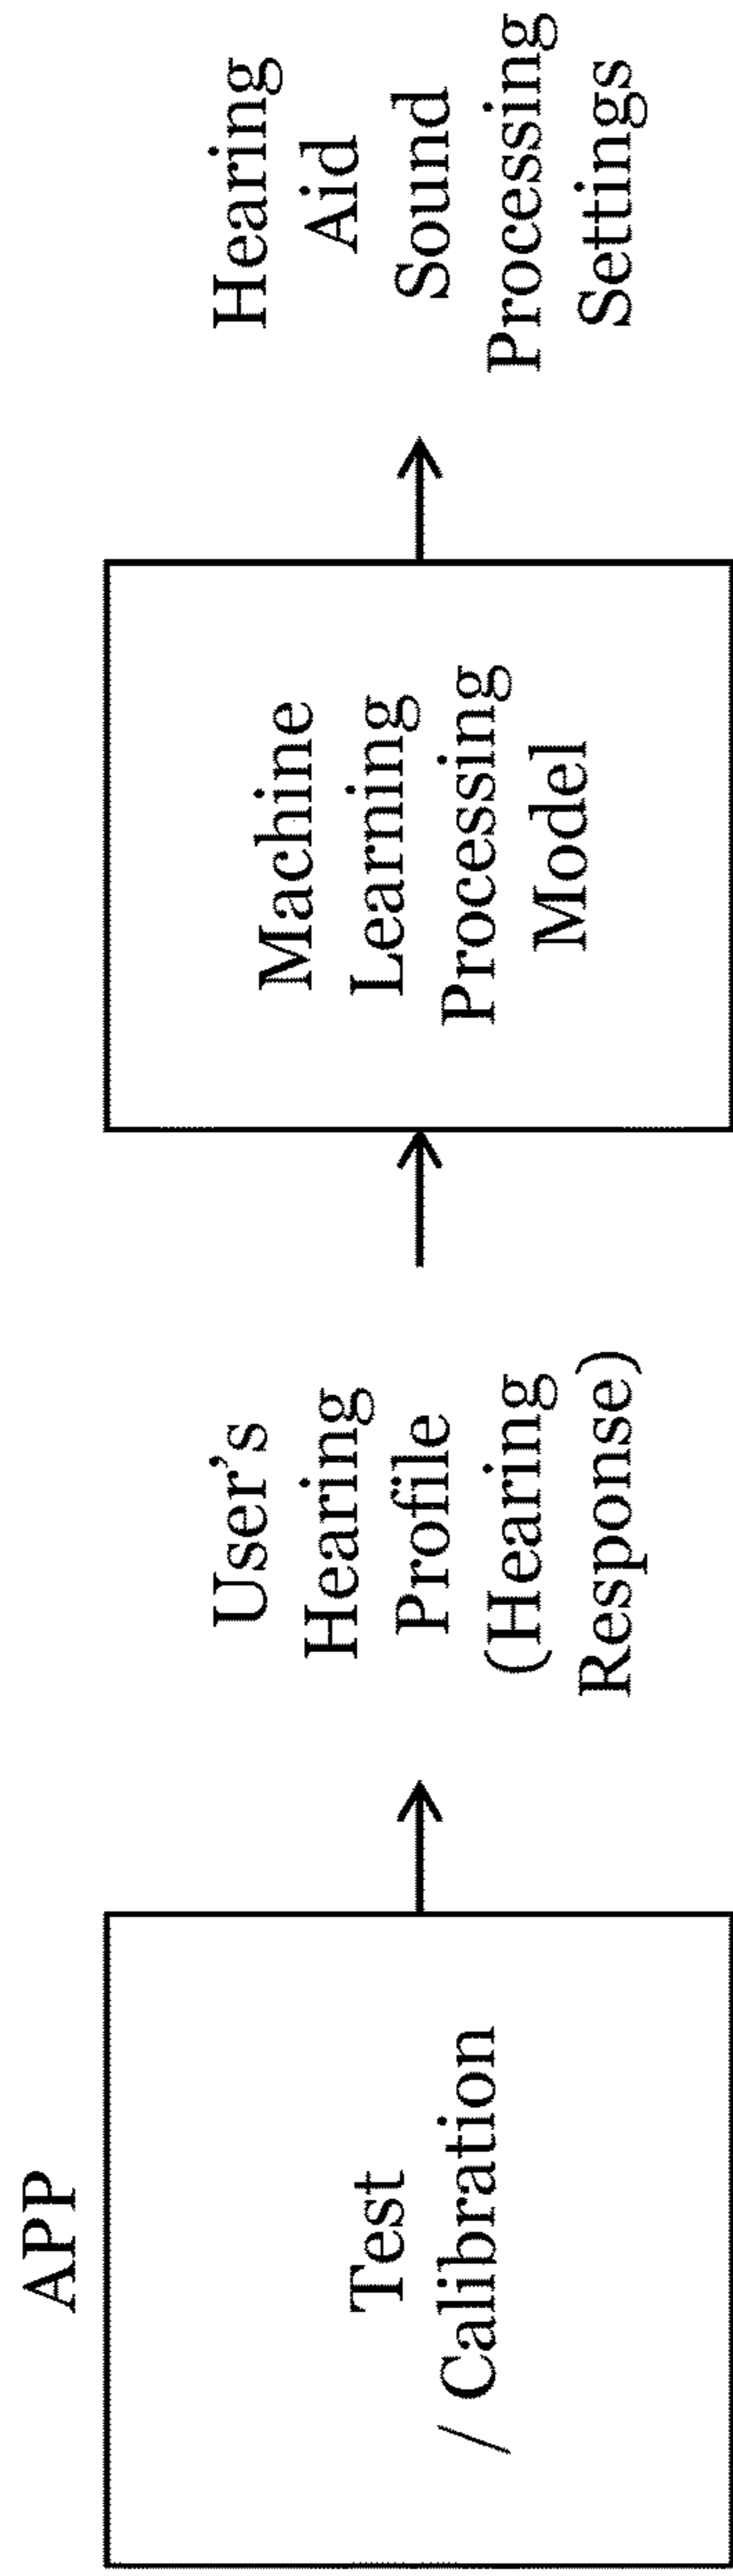 APP
Test
/ Calibration
User’s
Hearing
Profile
(Hearing
Response)
Machine
Learning
Processing
Model
Hearing
Aid
Sound
Processing
Settings